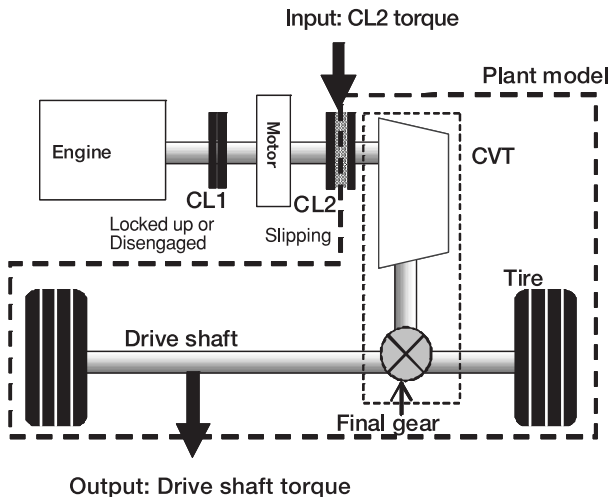 Input: CL2 torque
Plant model
Engine
Motor
CVT
CL1
CL2
Locked up or
Disengaged
Slipping
Tire
Drive shaft
Final gear
Output: Drive shaft torque